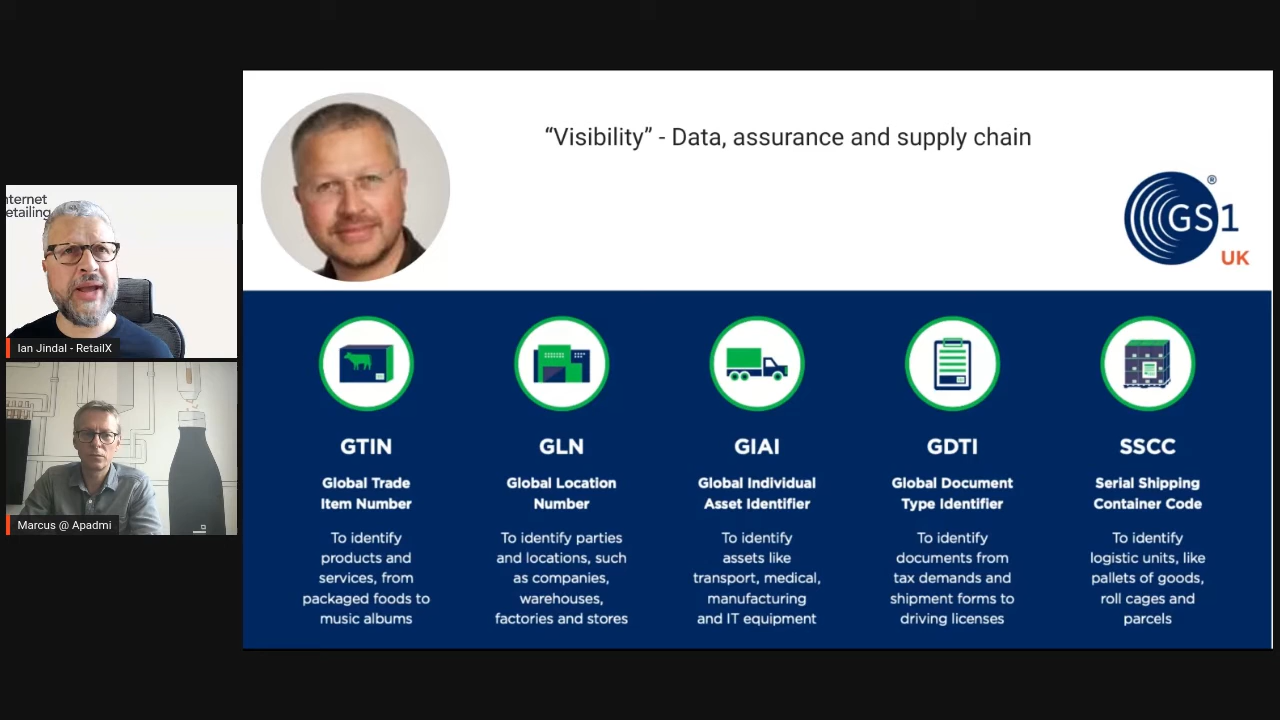 nternet
etailing
Ian Jindal - RetailX
Marcus @ Apadmi
“Visibility” - Data, assurance and supply chain
GS1
®
UK
GTIN
Global Trade
Item Number
To identify
products and
services, from
packaged foods to
music albums
GLN
Global Location
Number
To identify parties
and locations, such
as companies,
warehouses,
factories and stores
GIAI
Global Individual
Asset Identifier
To identify
assets like
transport, medical,
manufacturing
and IT equipment
GDTI
Global Document
Type Identifier
To identify
documents from
tax demands and
shipment forms to
driving licenses
SSCC
Serial Shipping
Container Code
To identify
logistic units, like
pallets of goods,
roll cages and
parcels